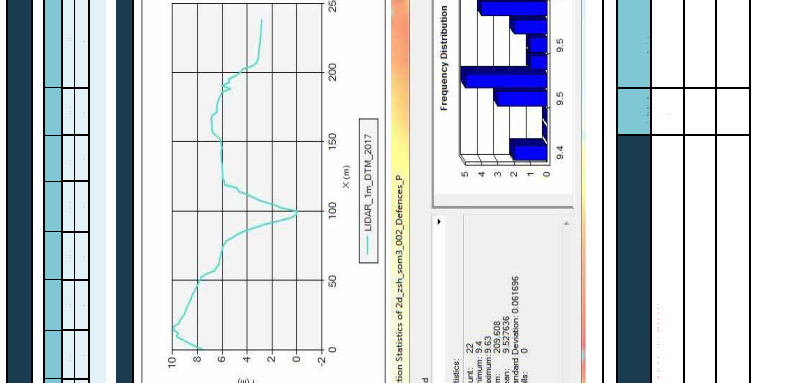 10
8
6
4
2
0
-2
0
50
100
150
200
25
X (m)
LIDAR_1m_DTM_2017
ction Statistics of 2d_zsh_som3_002_Defences_P
Frequency Distribution
5
4
3
2
1
0
9.4
9.5
9.5
d
tistics:
unt: 22
nimum: 9.4
aximum: 9.63
m: 209.608
ean: 9.527636
andard Deviation: 0.061696
lls: 0